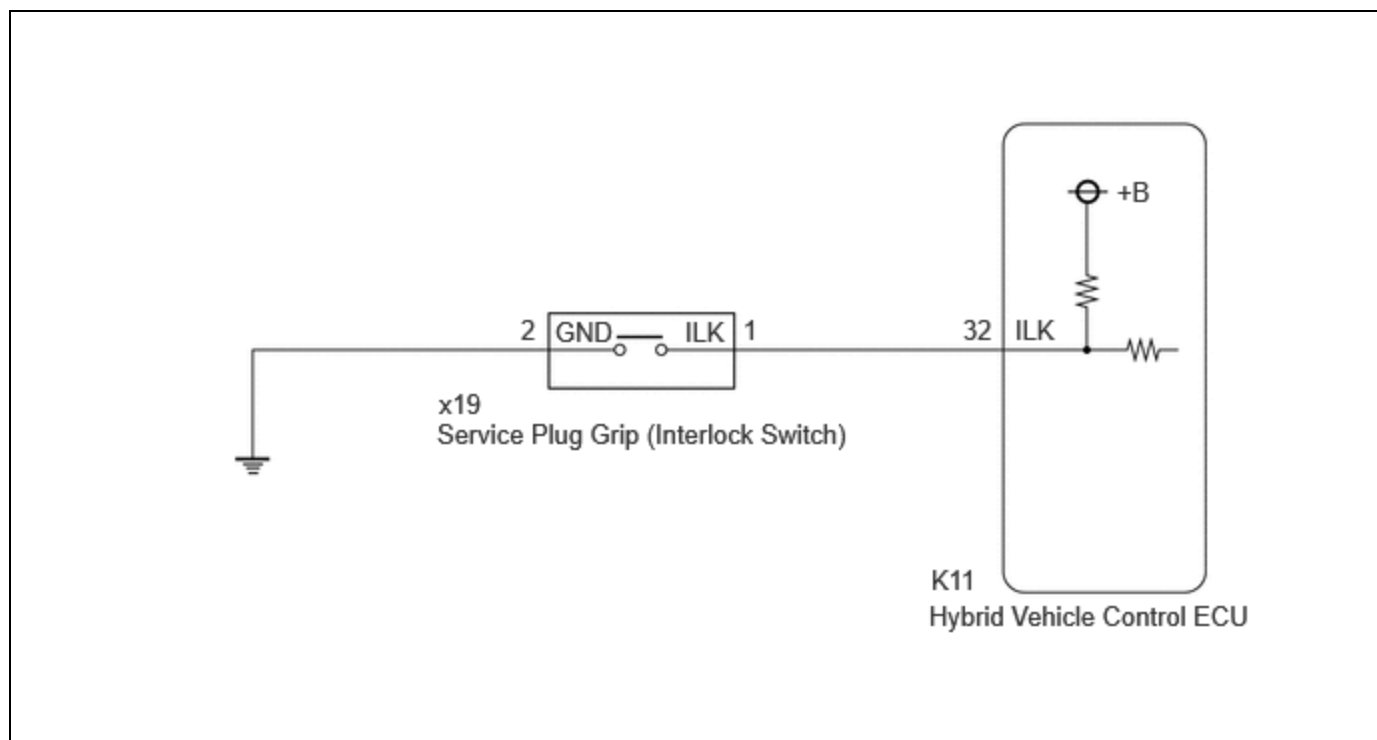 +B
2 GND ILK 1 32 ILK
x19
Service Plug Grip (Interlock Switch)
K11
Hybrid Vehicle Control ECU